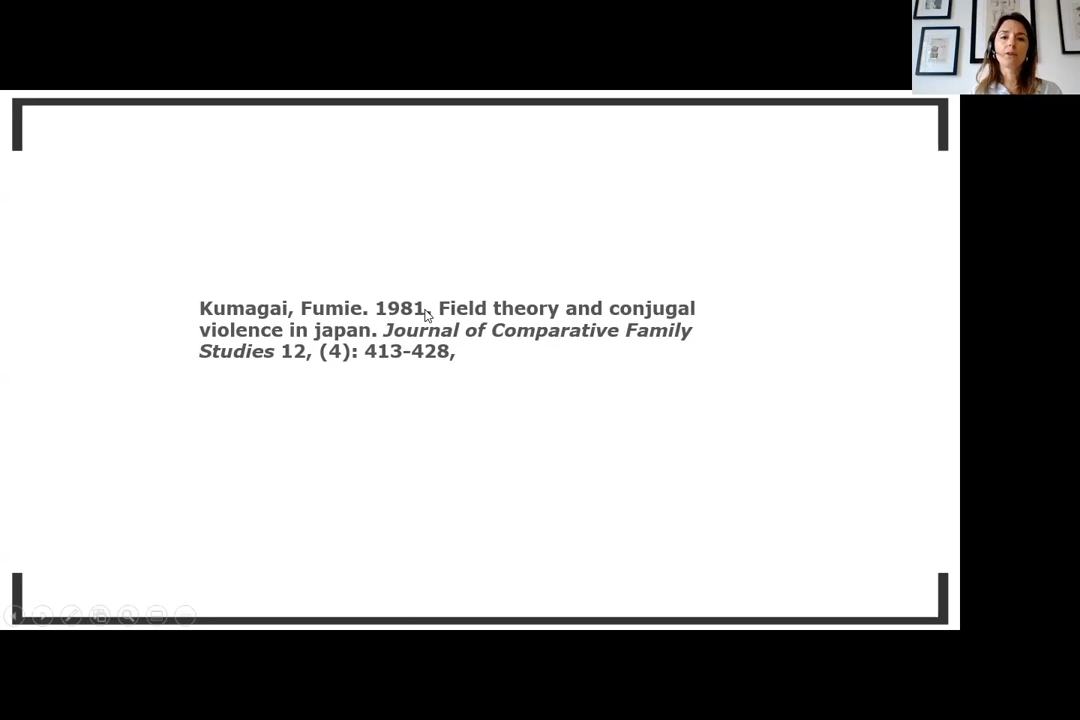 Kumagai, Fumie. 1981. Field theory and conjugal
violence in japan. Journal of Comparative Family
Studies 12, (4): 413-428,